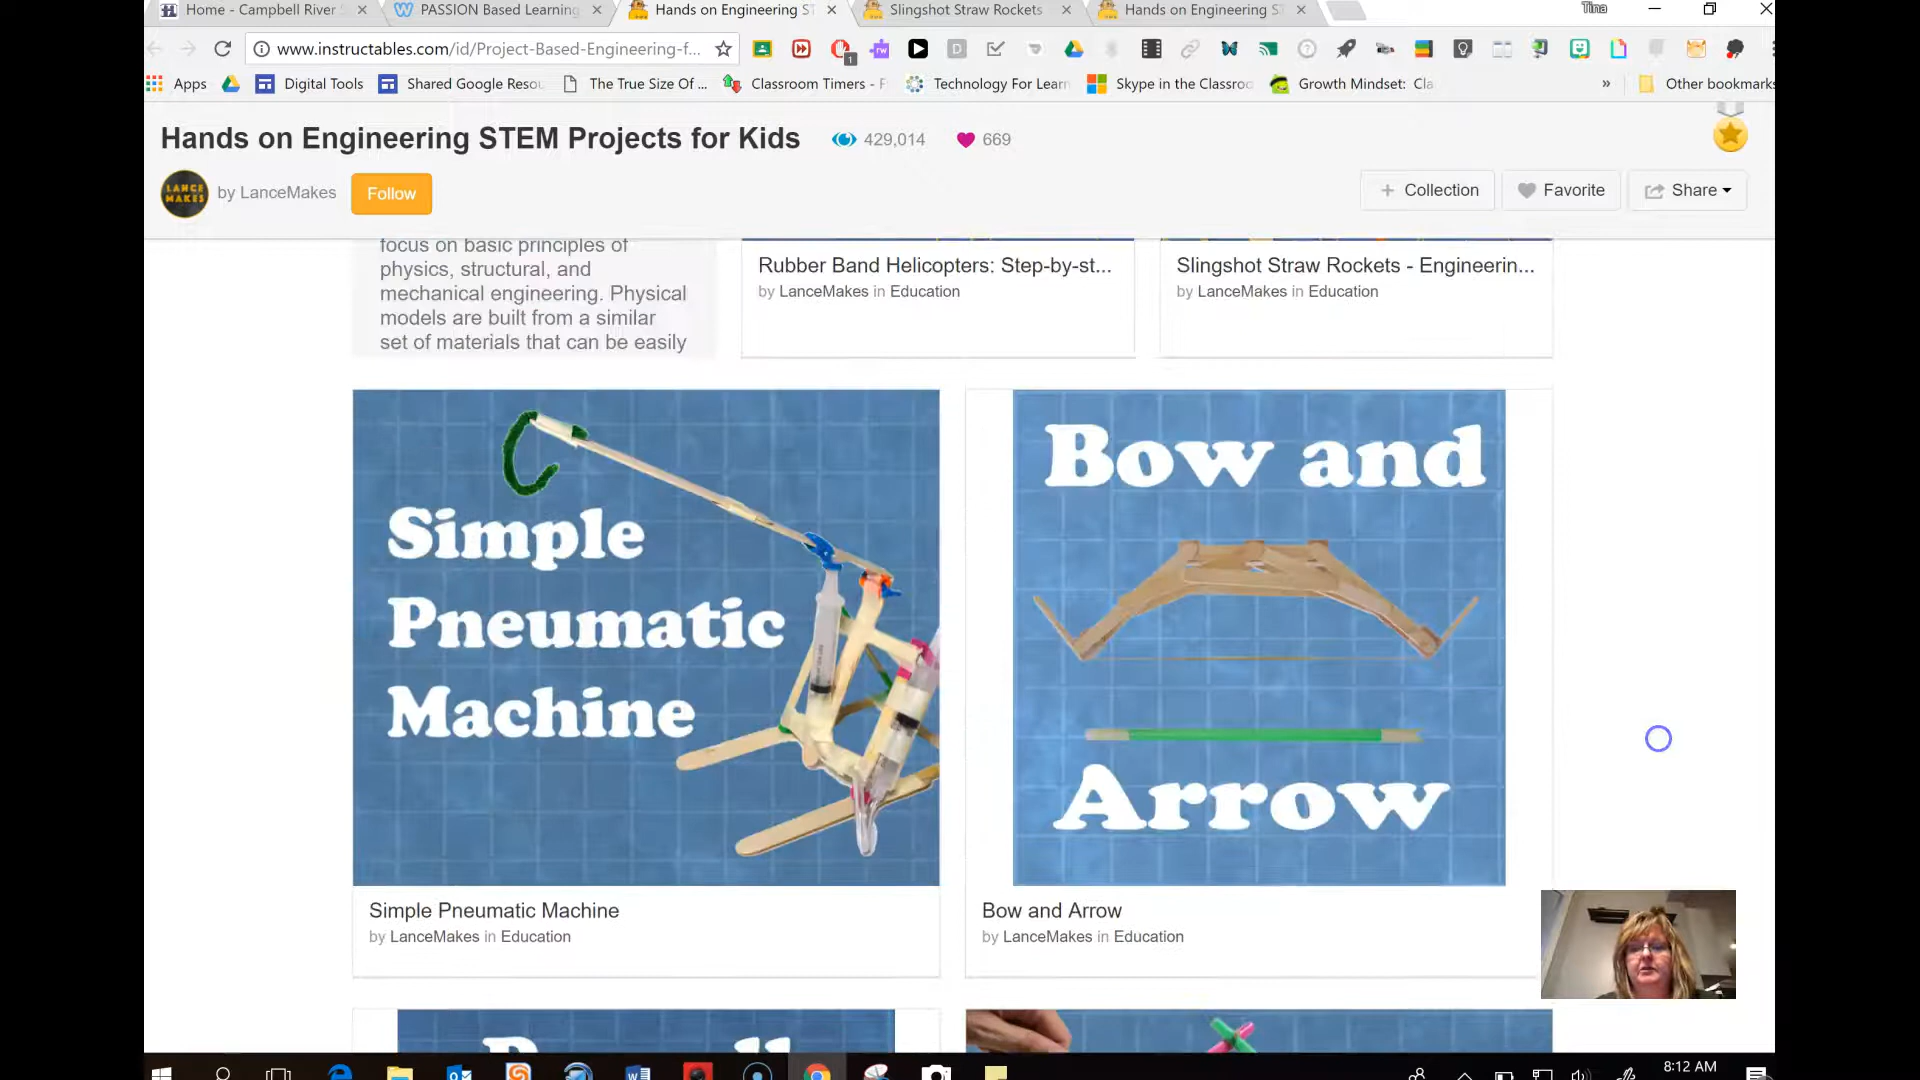 Home - Campbell River S
PASSION Based Learning
Hands on Engineering ST
Slingshot Straw Rockets
Hands on Engineering ST
Tina
www.instructables.com/id/Project-Based-Engineering-f...
1
rw
D
Apps
Digital Tools
Shared Google Resou
The True Size Of ...
Classroom Timers - F
Technology For Learn
Skype in the Classroo
Growth Mindset: Cla
»
Other bookmarks
Hands on Engineering STEM Projects for Kids
429,014
669
LANCE
MAKES
by LanceMakes
Follow
Collection
Favorite
Share
focus on basic principles of
physics, structural, and
mechanical engineering. Physical
models are built from a similar
set of materials that can be easily
Rubber Band Helicopters: Step-by-st...
by LanceMakes in Education
Slingshot Straw Rockets - Engineerin...
by LanceMakes in Education
Simple
Pneumatic
Machine
Bow and
Arrow
Simple Pneumatic Machine
by LanceMakes in Education
Bow and Arrow
by LanceMakes in Education
8:12 AM